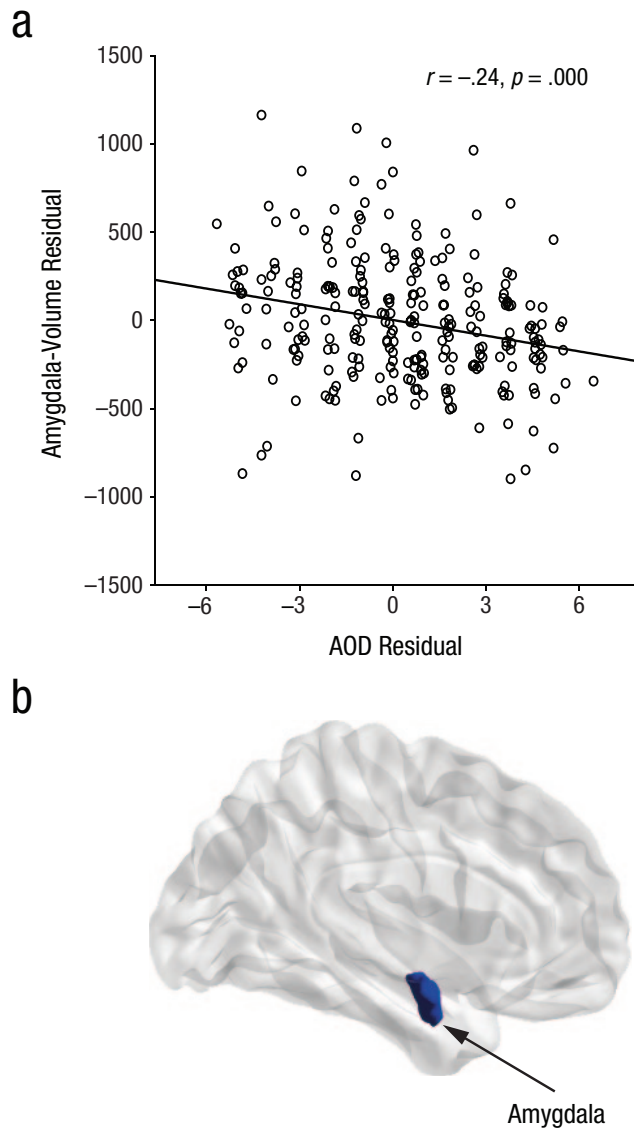 a
r = –.24, p = .000
Amygdala-Volume Residual
1500
1000
500
0
–500
–1000
–1500
–6 –3 0 3 6
AOD Residual
b
Amygdala